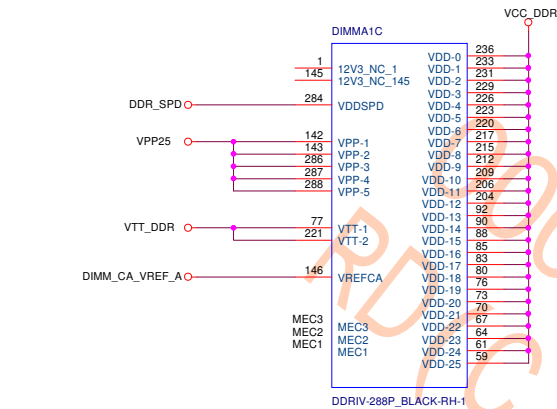 VCC_DDR
DIMMA1C
1 12V3_NC_1
145 12V3_NC_145
DDR_SPD 284 VDDSPD
VPP25 142 VPP-1
143 VPP-2
286 VPP-3
287 VPP-4
288 VPP-5
VTT_DDR 77 VTT-1
221 VTT-2
DIMM_CA_VREF_A 146 VREFCA
MEC3 MEC3
MEC2 MEC2
MEC1 MEC1
VDD-0 236
VDD-1 233
VDD-2 231
VDD-3 229
VDD-4 226
VDD-5 223
VDD-6 220
VDD-7 217
VDD-8 215
VDD-9 212
VDD-10 209
VDD-11 206
VDD-12 204
VDD-13 92
VDD-14 90
VDD-15 88
VDD-16 85
VDD-17 83
VDD-18 80
VDD-19 76
VDD-20 73
VDD-21 70
VDD-22 67
VDD-23 64
VDD-24 61
VDD-25 59
DDRIV-288P_BLACK-RH-1